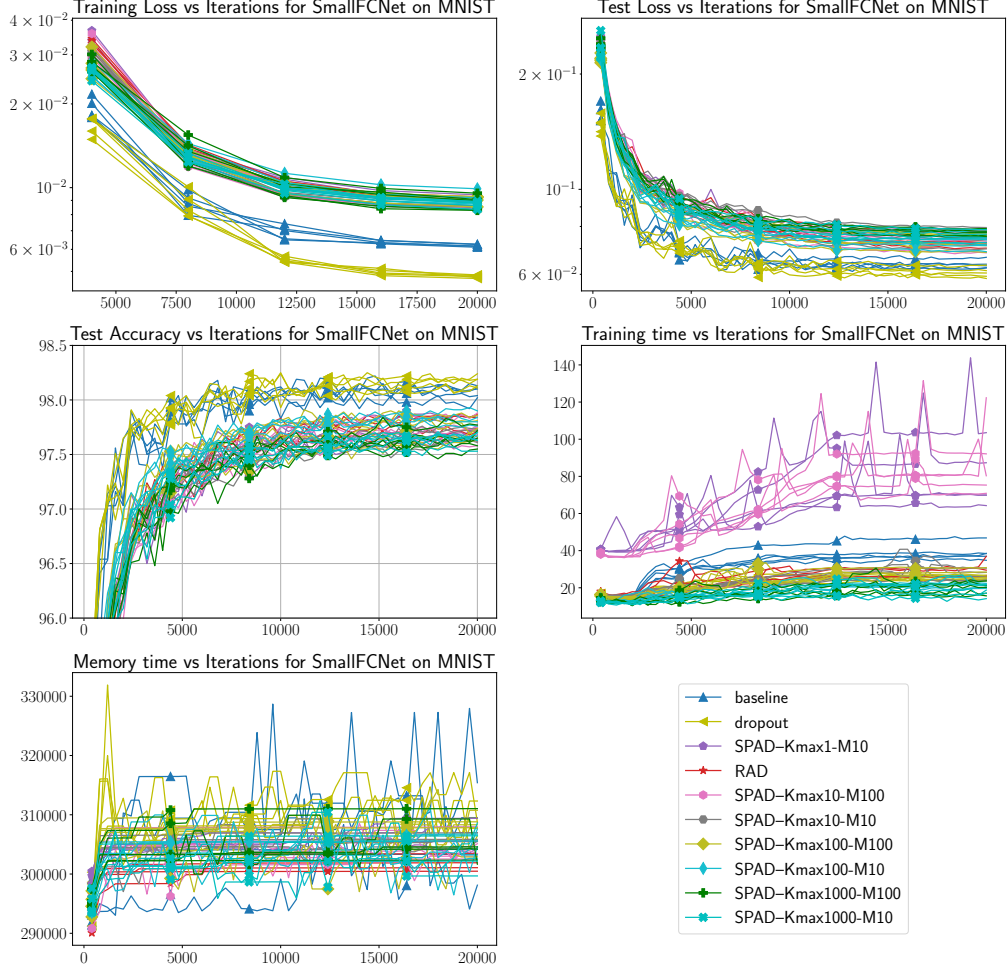 Training Loss vs Iterations for SmallFCNet on MNIST
4 × 10⁻²
3 × 10⁻²
2 × 10⁻²
10⁻²
6 × 10⁻³
5000 7500 10000 12500 15000 17500 20000
Test Loss vs Iterations for SmallFCNet on MNIST
2 × 10⁻¹
10⁻¹
6 × 10⁻²
0 5000 10000 15000 20000
Test Accuracy vs Iterations for SmallFCNet on MNIST
98.5
98.0
97.5
97.0
96.5
96.0
0 5000 10000 15000 20000
Training time vs Iterations for SmallFCNet on MNIST
140
120
100
80
60
40
20
0 5000 10000 15000 20000
Memory time vs Iterations for SmallFCNet on MNIST
330000
320000
310000
300000
290000
0 5000 10000 15000 20000
baseline
dropout
SPAD–Kmax1-M10
RAD
SPAD–Kmax10-M100
SPAD–Kmax10-M10
SPAD–Kmax100-M100
SPAD–Kmax100-M10
SPAD–Kmax1000-M100
SPAD–Kmax1000-M10